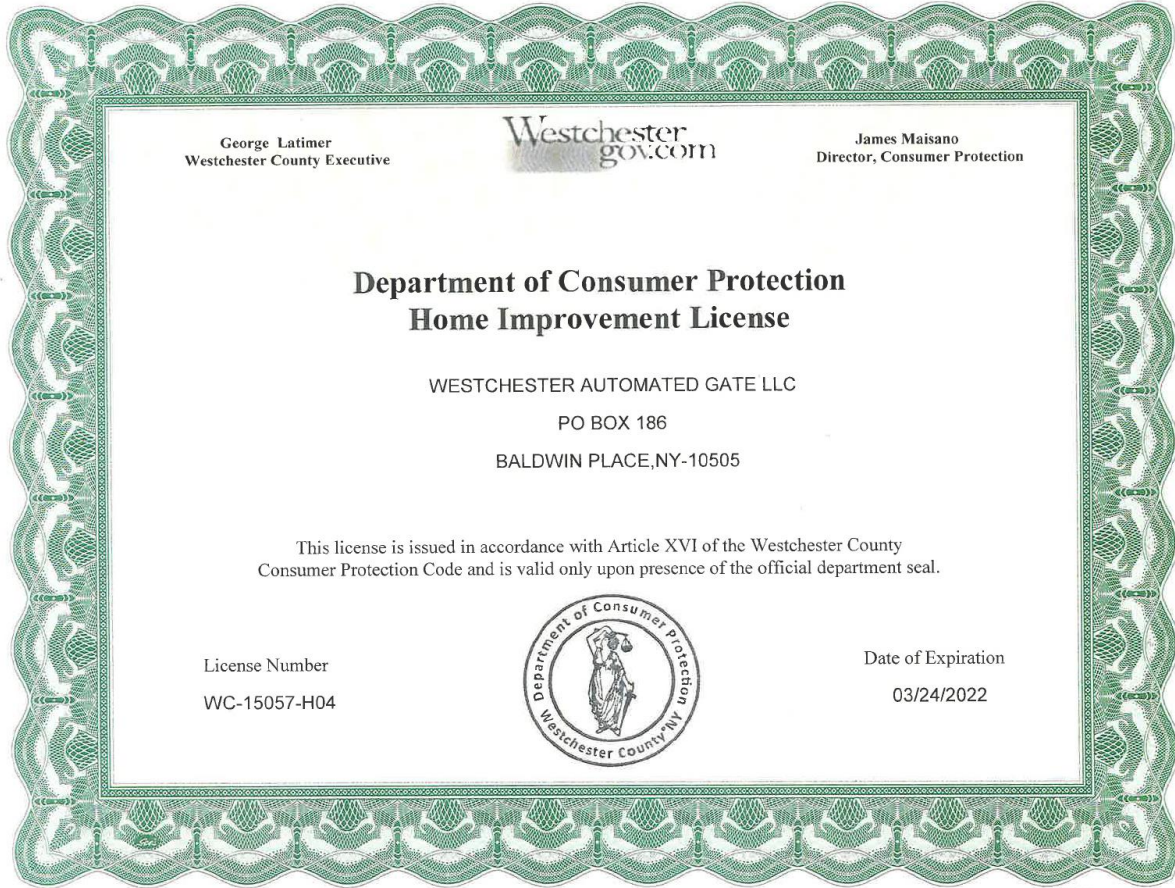 George Latimer
Westchester County Executive
Westchester
gov.com
James Maisano
Director, Consumer Protection
Department of Consumer Protection
Home Improvement License
WESTCHESTER AUTOMATED GATE LLC
PO BOX 186
BALDWIN PLACE,NY-10505
This license is issued in accordance with Article XVI of the Westchester County
Consumer Protection Code and is valid only upon presence of the official department seal.
License Number
WC-15057-H04
Department of Consumer Protection
Westchester County NY
Date of Expiration
03/24/2022